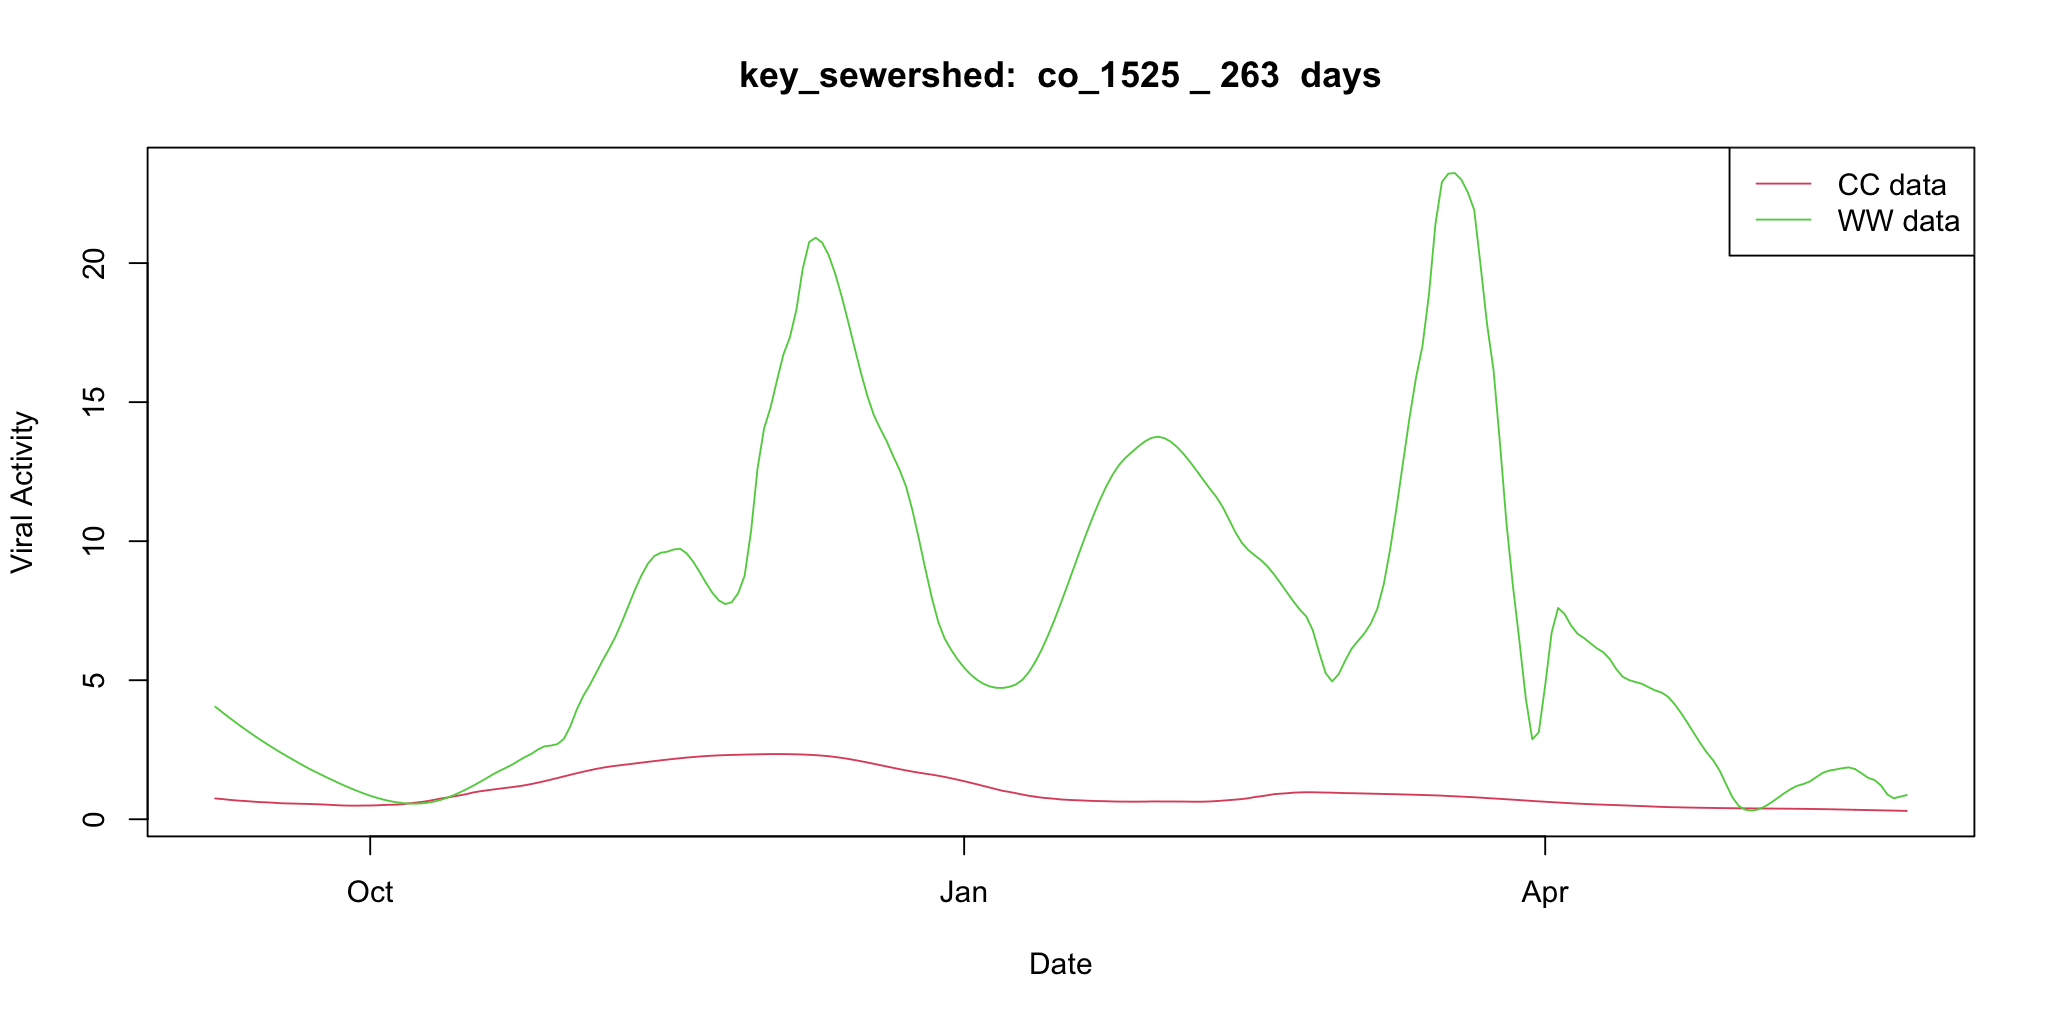 key_sewershed:  co_1525 _ 263  days
CC data
WW data
Viral Activity
20
15
10
5
0
Oct
Jan
Apr
Date